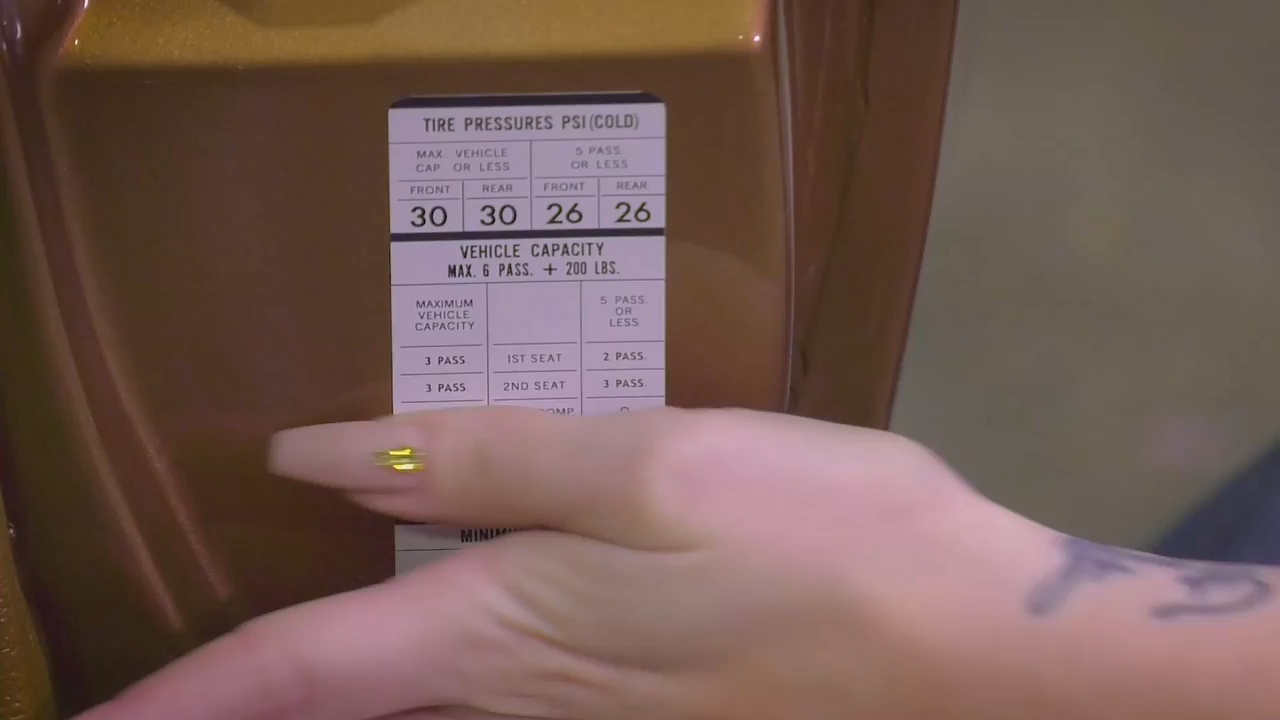 TIRE PRESSURES PSI (COLD)
MAX. VEHICLE
CAP OR LESS
5 PASS.
OR LESS
FRONT REAR FRONT REAR
30 30 26 26
VEHICLE CAPACITY
MAX. 6 PASS. + 200 LBS.
MAXIMUM
VEHICLE
CAPACITY
5 PASS.
OR
LESS
3 PASS. 1ST SEAT 2 PASS.
3 PASS. 2ND SEAT 3 PASS.